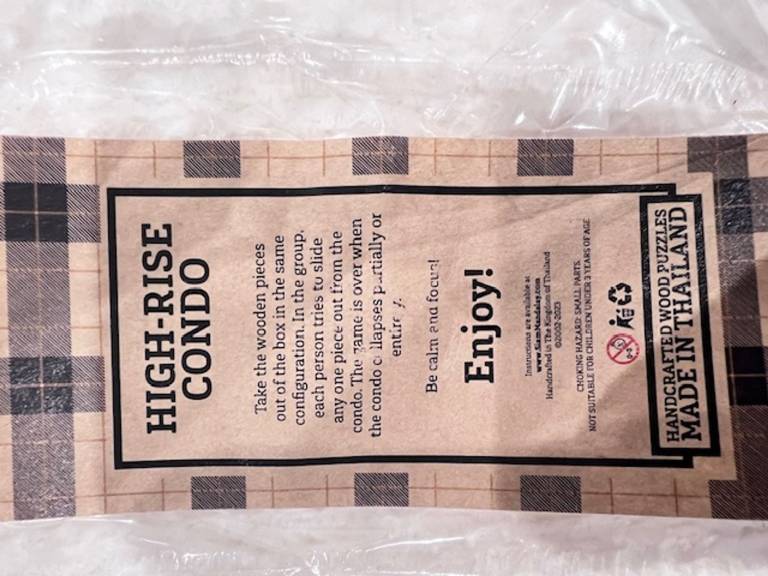 HIGH-RISE
CONDO
Take the wooden pieces
out of the box in the same
configuration. In the group,
each person tries to slide
any one piece out from the
condo. The game is over when
the condo collapses partially or
entirely.
Be calm and focus!
Enjoy!
Instructions are available at
www.SiamMandalay.com
Handcrafted in The Kingdom of Thailand
©2002-2023
CHOKING HAZARD: SMALL PARTS.
NOT SUITABLE FOR CHILDREN UNDER 3 YEARS OF AGE
HANDCRAFTED WOOD PUZZLES
MADE IN THAILAND